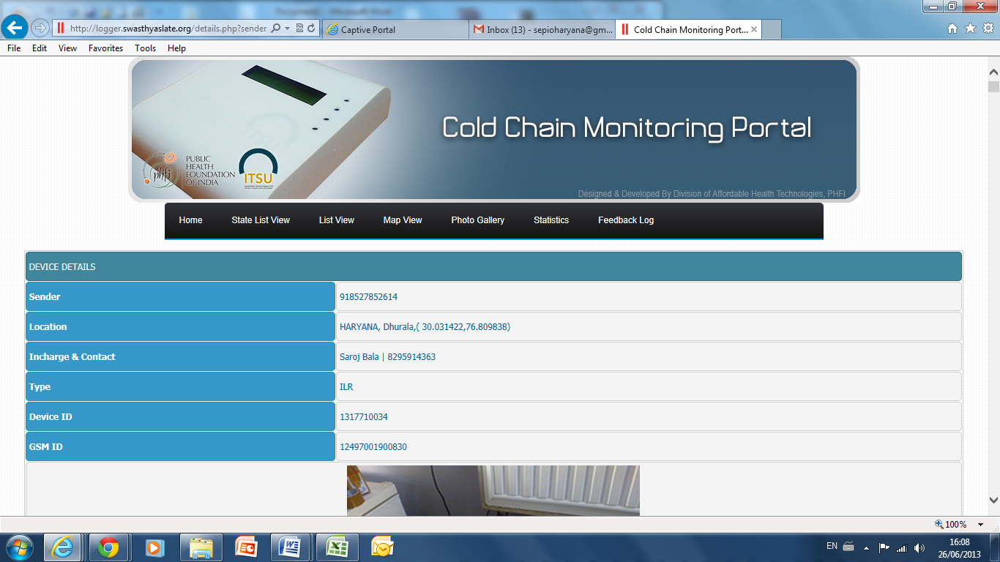 http://logger.swasthyaslate.org/details.php?sender
Captive Portal
Inbox (13) - sepioharyana@gm...
Cold Chain Monitoring Port...
File Edit View Favorites Tools Help
Cold Chain Monitoring Portal
phfi
PUBLIC
HEALTH
FOUNDATION
OF INDIA
ITSU
Designed & Developed By Division of Affordable Health Technologies, PHFI
Home State List View List View Map View Photo Gallery Statistics Feedback Log
DEVICE DETAILS
Sender 918527852614
Location HARYANA, Dhurala,( 30.031422,76.809838)
Incharge & Contact Saroj Bala | 8295914363
Type ILR
Device ID 1317710034
GSM ID 12497001900830
100%
EN
16:08
26/06/2013